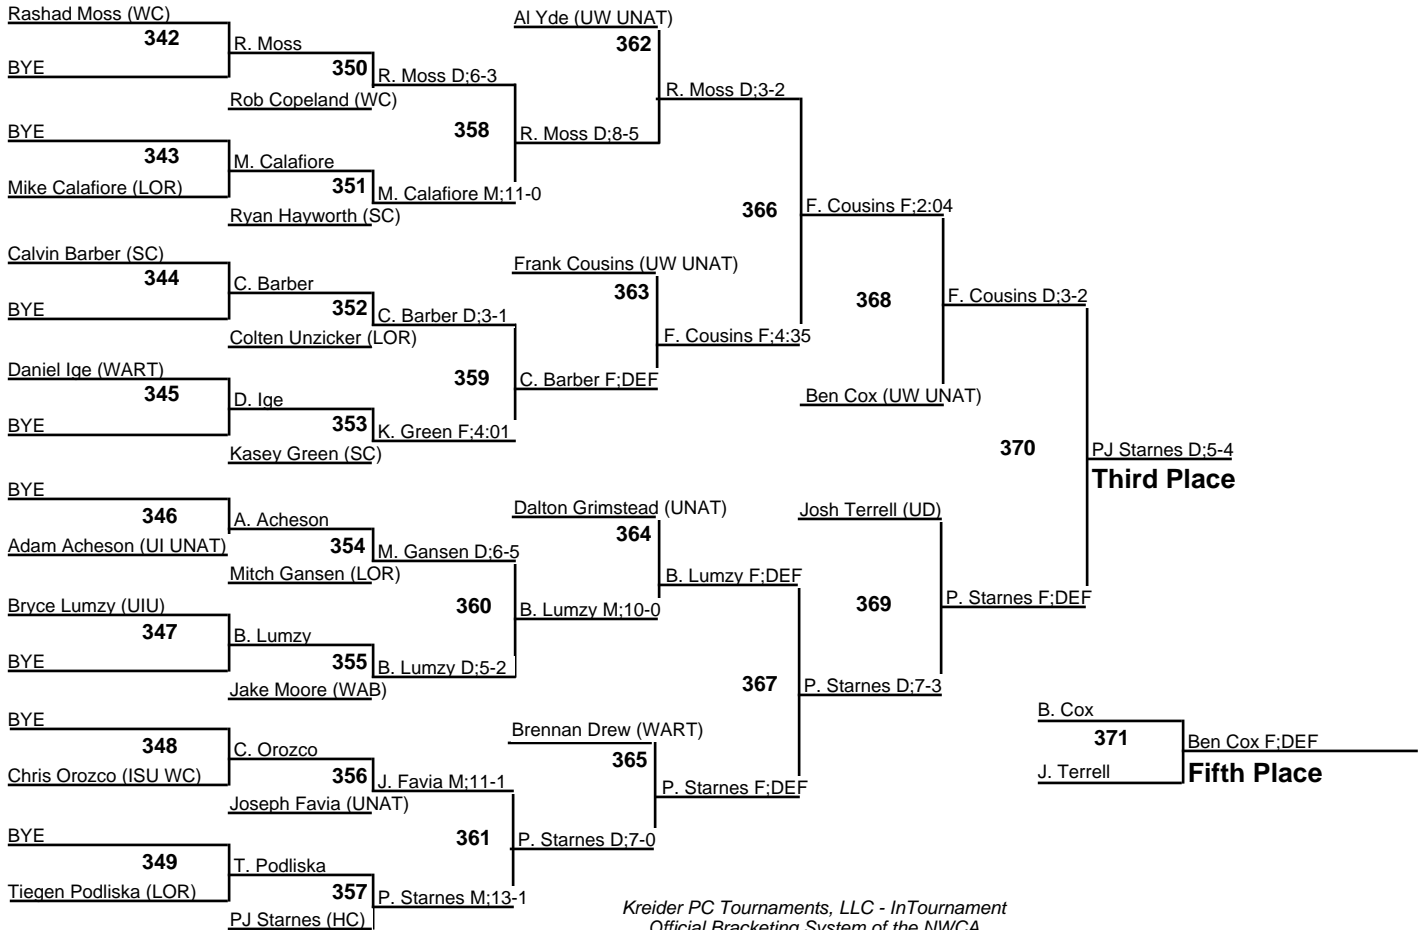 Rashad Moss (WC)
342
BYE
BYE
343
Mike Calafiore (LOR)
Calvin Barber (SC)
344
BYE
Daniel Ige (WART)
345
BYE
BYE
346
Adam Acheson (UI UNAT)
Bryce Lumzy (UIU)
347
BYE
BYE
348
Chris Orozco (ISU WC)
BYE
349
Tiegen Podliska (LOR)
R. Moss
350
Rob Copeland (WC)
M. Calafiore
351
Ryan Hayworth (SC)
C. Barber
352
Colten Unzicker (LOR)
D. Ige
353
Kasey Green (SC)
A. Acheson
354
Mitch Gansen (LOR)
B. Lumzy
355
Jake Moore (WAB)
C. Orozco
356
Joseph Favia (UNAT)
T. Podliska
357
PJ Starnes (HC)
R. Moss D;6-3
358
M. Calafiore M;11-0
C. Barber D;3-1
359
K. Green F;4:01
M. Gansen D;6-5
360
B. Lumzy D;5-2
J. Favia M;11-1
361
P. Starnes M;13-1
Al Yde (UW UNAT)
362
R. Moss D;8-5
Frank Cousins (UW UNAT)
363
C. Barber F;DEF
Dalton Grimstead (UNAT)
364
B. Lumzy M;10-0
Brennan Drew (WART)
365
P. Starnes D;7-0
R. Moss D;3-2
366
F. Cousins F;4:35
B. Lumzy F;DEF
367
P. Starnes F;DEF
F. Cousins F;2:04
368
Ben Cox (UW UNAT)
Josh Terrell (UD)
369
P. Starnes D;7-3
F. Cousins D;3-2
370
P. Starnes F;DEF
PJ Starnes D;5-4
Third Place
B. Cox
371
J. Terrell
Ben Cox F;DEF
Fifth Place
Kreider PC Tournaments, LLC - InTournament
Official Bracketing System of the NWCA